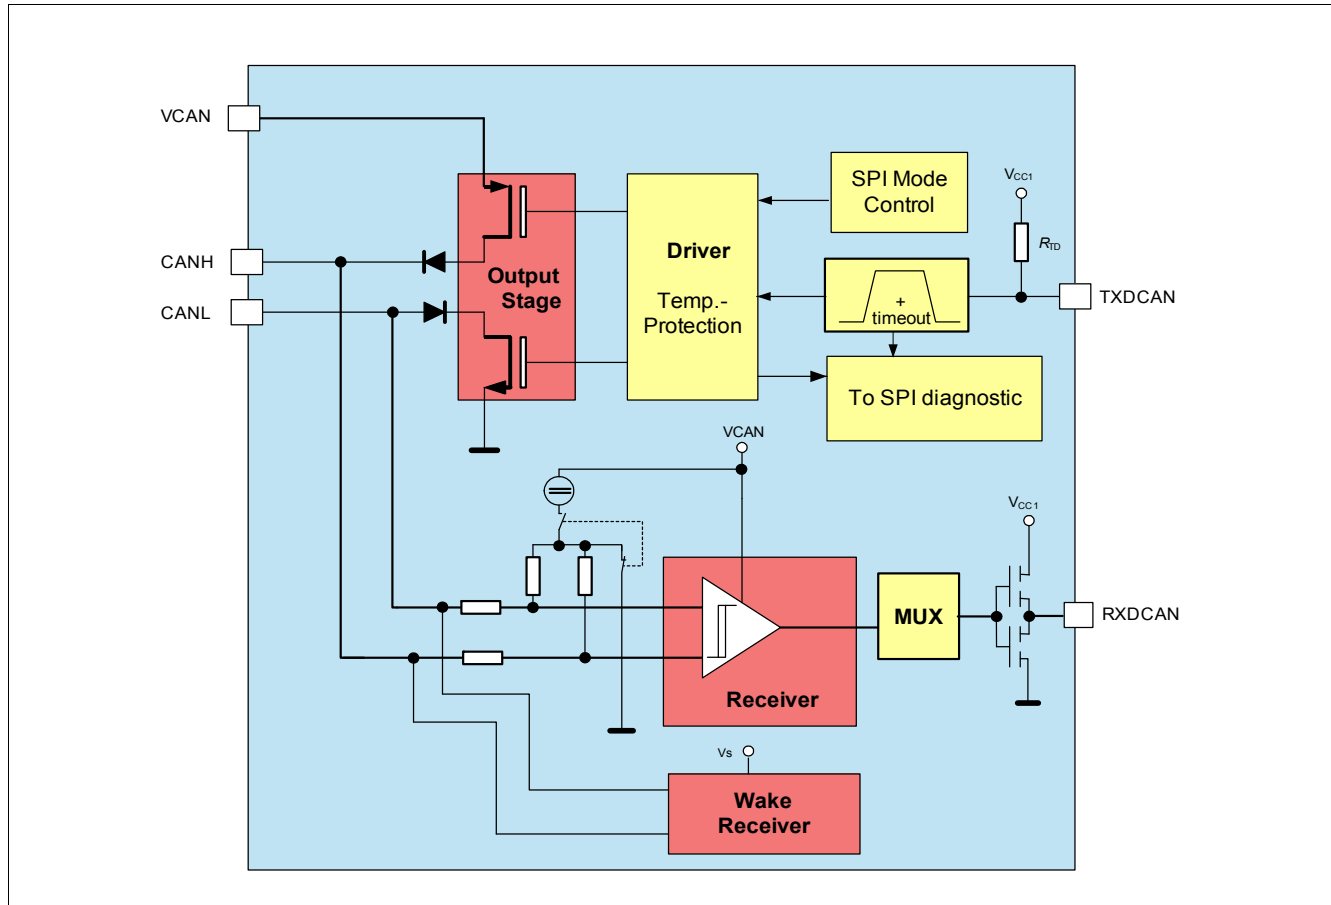 VCAN
SPI Mode
Control
VCC1
RTD
CANH
CANL
Output
Stage
Driver
Temp.-
Protection
+
timeout
TXDCAN
To SPI diagnostic
VCAN
VCC1
MUX
RXDCAN
Receiver
Vs
Wake
Receiver